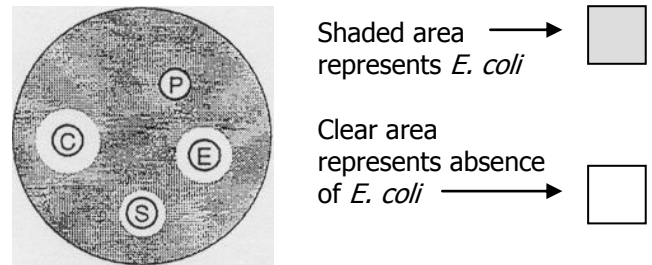 P
C
E
S
Shaded area
represents E. coli
Clear area
represents absence
of E. coli